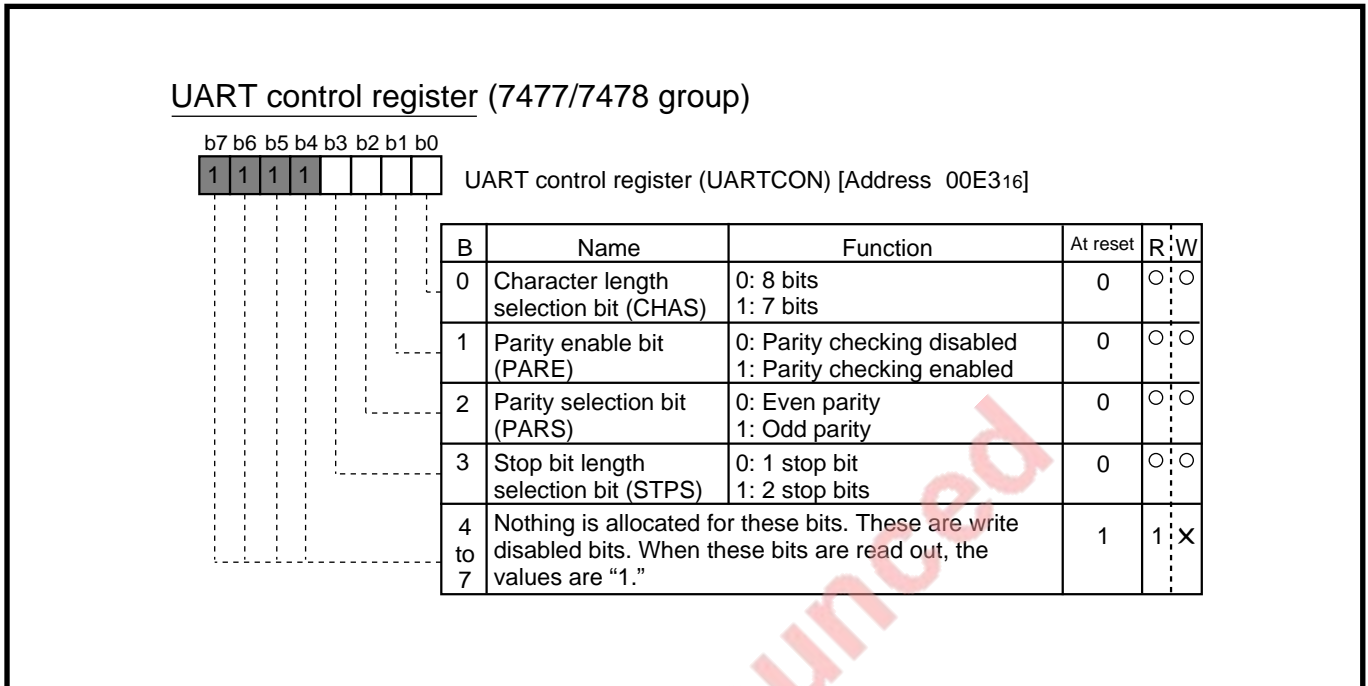 UART control register (7477/7478 group)
b7 b6 b5 b4 b3 b2 b1 b0
1 1 1 1
UART control register (UARTCON) [Address 00E316]
B Name Function At reset R W
0 Character length 0: 8 bits 0 ○ ○
selection bit (CHAS) 1: 7 bits
1 Parity enable bit 0: Parity checking disabled 0 ○ ○
(PARE) 1: Parity checking enabled
2 Parity selection bit 0: Even parity 0 ○ ○
(PARS) 1: Odd parity
3 Stop bit length 0: 1 stop bit 0 ○ ○
selection bit (STPS) 1: 2 stop bits
4 Nothing is allocated for these bits. These are write 1 1 ×
to disabled bits. When these bits are read out, the
7 values are “1.”
unced